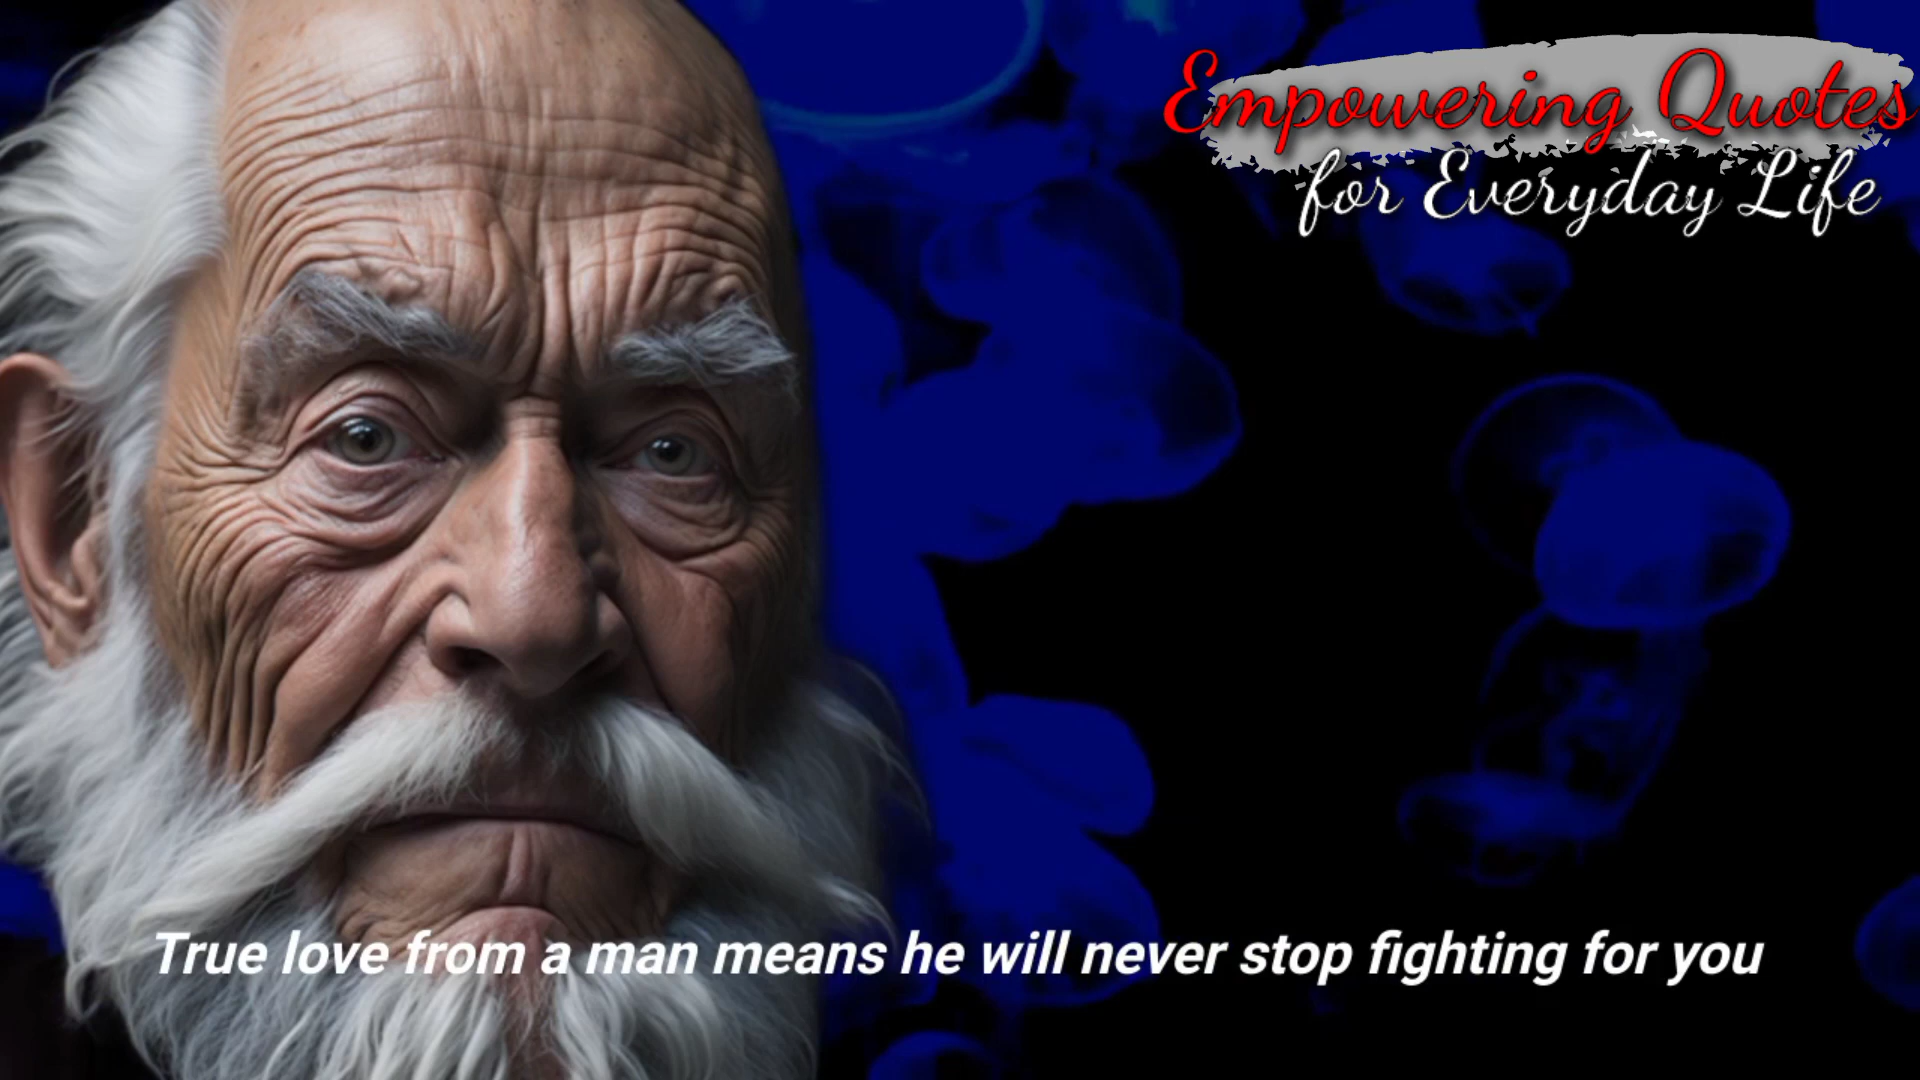 Empowering Quotes
for Everyday Life
True love from a man means he will never stop fighting for you